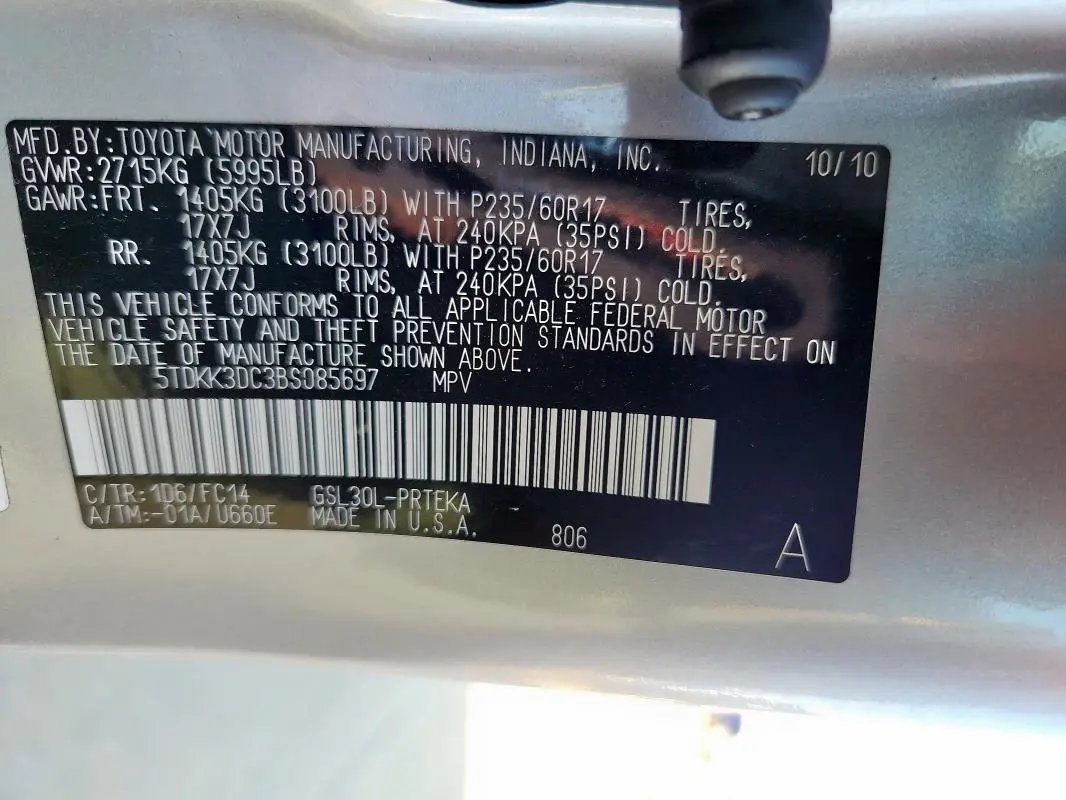 MFD.BY:TOYOTA MOTOR MANUFACTURING, INDIANA, INC. 10/10
GVWR:2715KG (5995LB)
GAWR:FRT. 1405KG (3100LB) WITH P235/60R17 TIRES,
17X7J RIMS, AT 240KPA (35PSI) COLD.
RR. 1405KG (3100LB) WITH P235/60R17 TIRES,
17X7J RIMS, AT 240KPA (35PSI) COLD.
THIS VEHICLE CONFORMS TO ALL APPLICABLE FEDERAL MOTOR
VEHICLE SAFETY AND THEFT PREVENTION STANDARDS IN EFFECT ON
THE DATE OF MANUFACTURE SHOWN ABOVE.
5TDKK3DC3BS085697 MPV
C/TR:1D6/FC14 GSL30L-PRTEKA
A/TM:-01A/U660E MADE IN U.S.A. 806 A